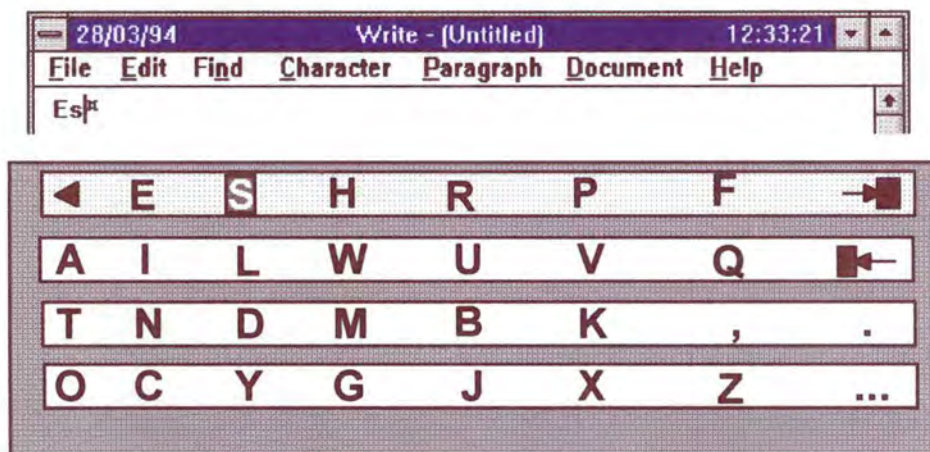 28/03/94 Write - (Untitled) 12:33:21
File Edit Find Character Paragraph Document Help
Es¤
E S H R P F
A I L W U V Q
T N D M B K , .
O C Y G J X Z ...